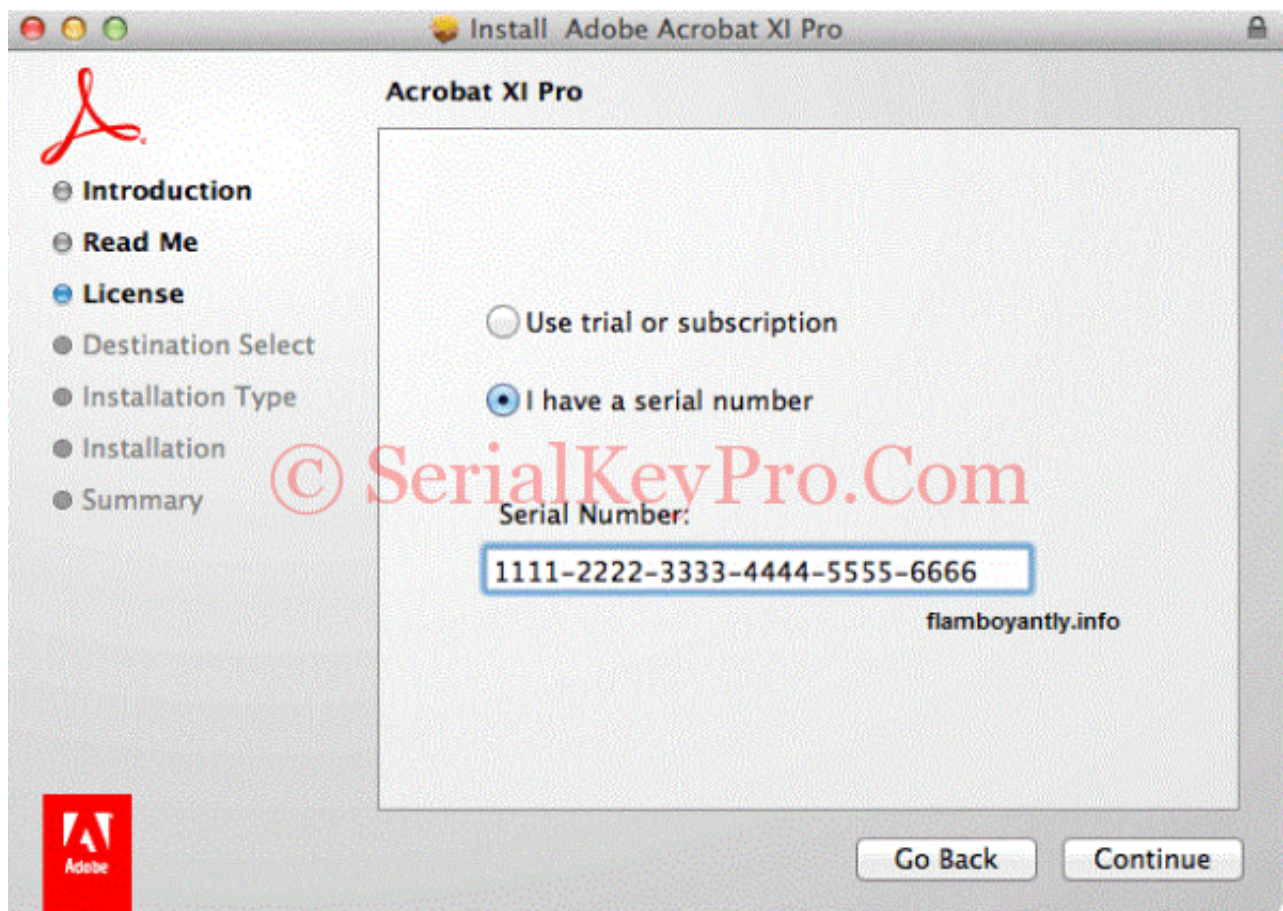 Install Adobe Acrobat XI Pro
Acrobat XI Pro
Introduction
Read Me
License
Destination Select
Installation Type
Installation
Summary
Use trial or subscription
I have a serial number
© SerialKeyPro.Com
Serial Number:
1111-2222-3333-4444-5555-6666
flamboyantly.info
Adobe
Go Back
Continue